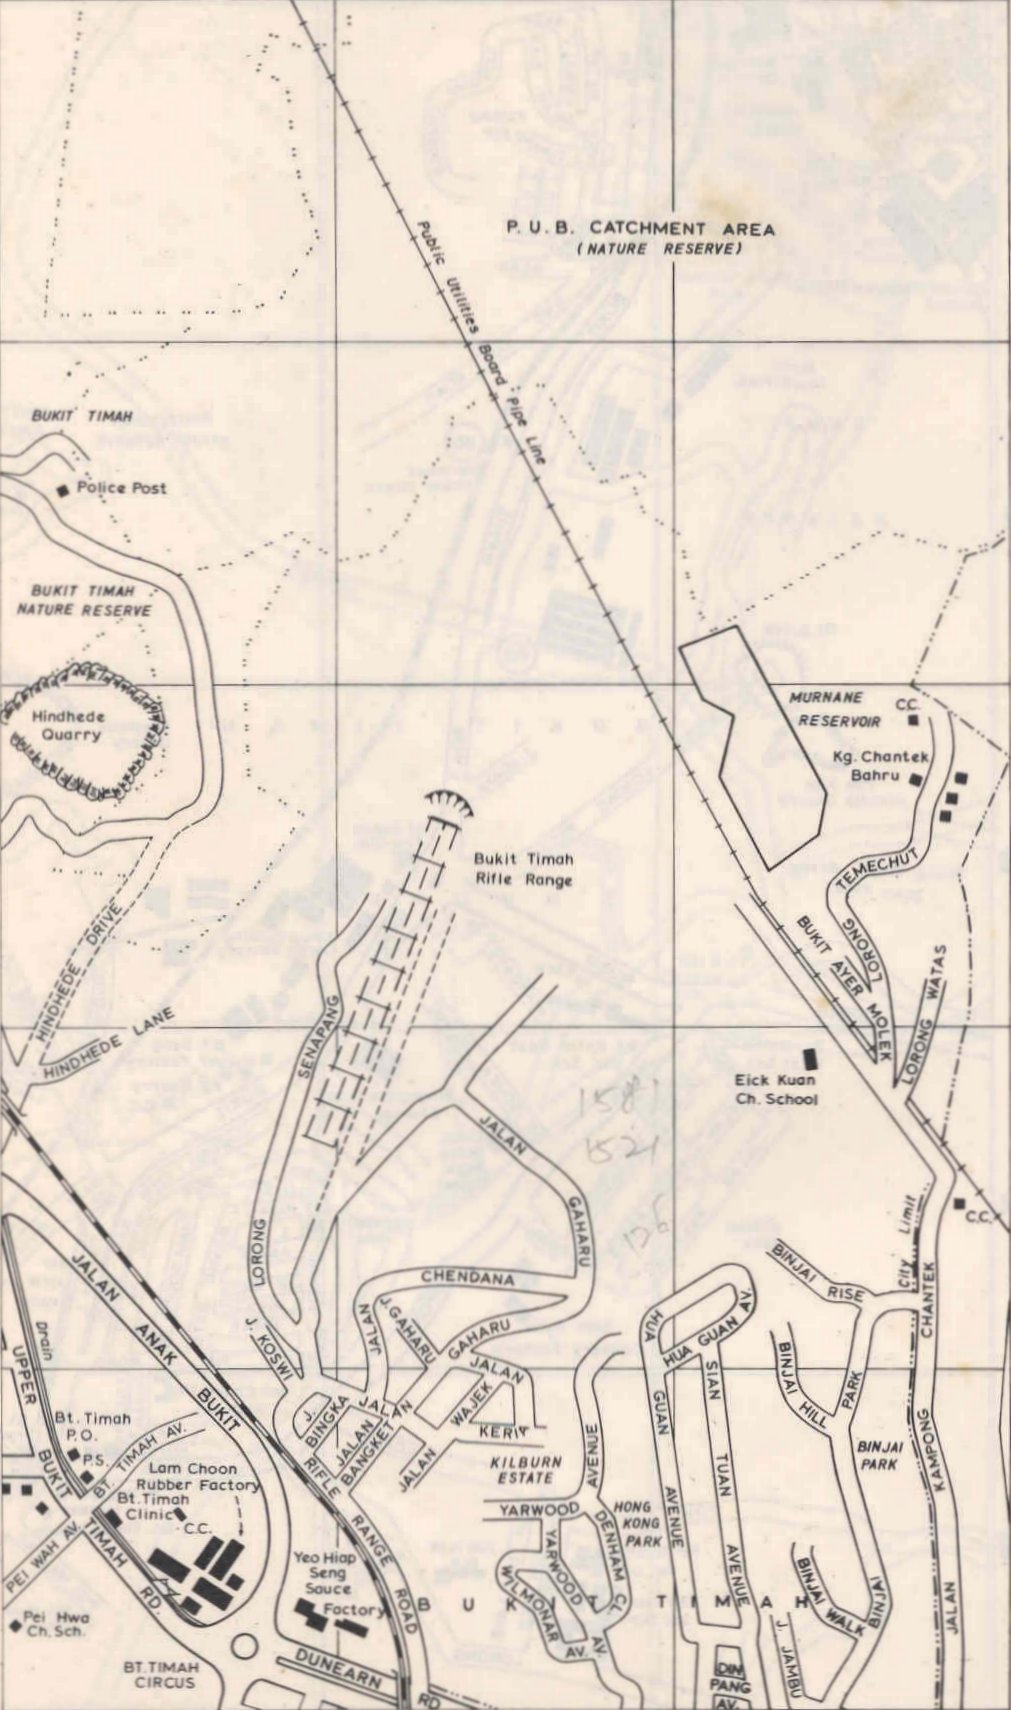 P. U. B. CATCHMENT AREA
(NATURE RESERVE)
Public Utilities Board Pipe Line
BUKIT TIMAH
Police Post
BUKIT TIMAH
NATURE RESERVE
Hindhede
Quarry
MURNANE
RESERVOIR
C.C.
Kg. Chantek
Bahru
Bukit Timah
Rifle Range
LORONG TEMECHUT
BUKIT AYER MOLEK
LORONG WATAS
HINDHEDE DRIVE
HINDHEDE LANE
LORONG SENAPANG
Eick Kuan
Ch. School
1581
1521
126
JALAN GAHARU
C.C.
City Limit
CHENDANA
JALAN
J. GAHARU
GAHARU
J. KOSWI
BINJAI RISE
HUA GUAN AV.
HUA GUAN AVENUE
SIAN TUAN AVENUE
BINJAI HILL
BINJAI PARK
BINJAI
PARK
KAMPONG CHANTEK
JALAN
JALAN ANAK BUKIT
Drain
UPPER BUKIT TIMAH RD.
Bt. Timah
P.O.
P.S.
BT. TIMAH AV.
Lam Choon
Rubber Factory
Bt. Timah
Clinic
C.C.
PEI WAH AV.
Pei Hwa
Ch. Sch.
BT. TIMAH
CIRCUS
J. BINGKA
JALAN
JALAN BANGKET
JALAN WAJEK
JALAN
KERIT
KILBURN
ESTATE
AVENUE
YARWOOD
HONG
KONG
PARK
DENHAM CL.
YARWOOD AV.
WILMONAR AV.
RIFLE RANGE ROAD
Yeo Hiap
Seng
Sauce
Factory
BUKIT TIMAH
DUNEARN RD
DIN
PANG
AV.
J. JAMBU
BINJAI WALK
BINJAI